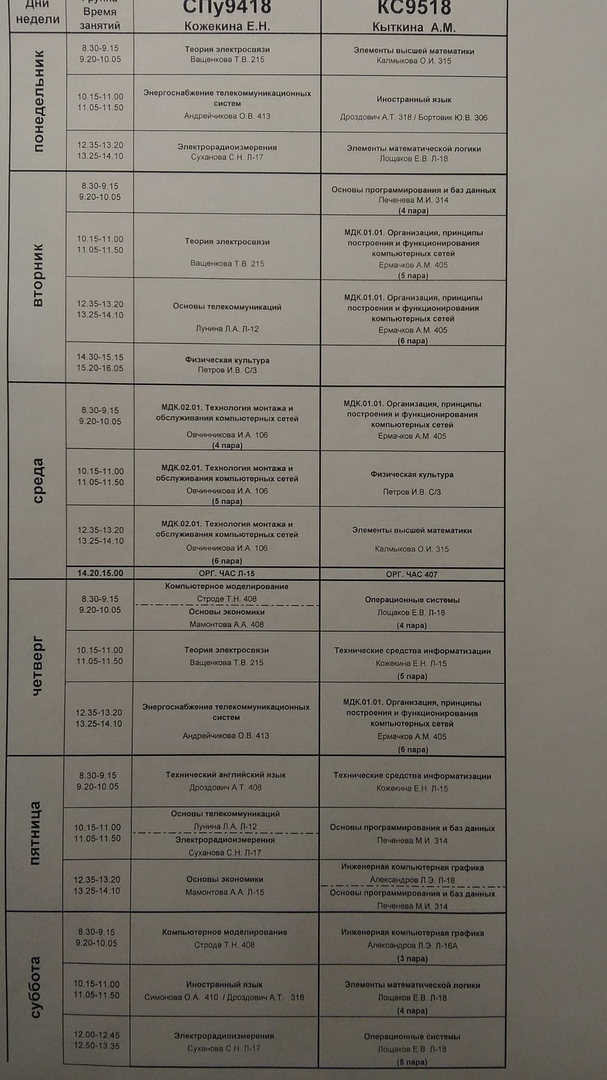 Дни
недели
Время
занятий
СПу9418
Кожекина Е.Н.
КС9518
Кыткина А.М.
понедельник
8.30-9.15
9.20-10.05
Теория электросвязи
Ващенкова Т.В. 215
Элементы высшей математики
Калмыкова О.И. 315
10.15-11.00
11.05-11.50
Энергоснабжение телекоммуникационных
систем
Андрейчикова О.В. 413
Иностранный язык
Дроздович А.Т. 318 / Бортовик Ю.В. 306
12.35-13.20
13.25-14.10
Электрорадиоизмерения
Суханова С.Н. Л-17
Элементы математической логики
Лощаков Е.В. Л-18
вторник
8.30-9.15
9.20-10.05
Основы программирования и баз данных
Печенева М.И. 314
(4 пара)
10.15-11.00
11.05-11.50
Теория электросвязи
Ващенкова Т.В. 215
МДК.01.01. Организация, принципы
построения и функционирования
компьютерных сетей
Ермачков А.М. 405
(5 пара)
12.35-13.20
13.25-14.10
Основы телекоммуникаций
Лунина Л.А. Л-12
МДК.01.01. Организация, принципы
построения и функционирования
компьютерных сетей
Ермачков А.М. 405
(6 пара)
14.30-15.15
15.20-16.05
Физическая культура
Петров И.В. С/З
среда
8.30-9.15
9.20-10.05
МДК.02.01. Технология монтажа и
обслуживания компьютерных сетей
Овчинникова И.А. 106
(4 пара)
МДК.01.01. Организация, принципы
построения и функционирования
компьютерных сетей
Ермачков А.М. 405
10.15-11.00
11.05-11.50
МДК.02.01. Технология монтажа и
обслуживания компьютерных сетей
Овчинникова И.А. 106
(5 пара)
Физическая культура
Петров И.В. С/З
12.35-13.20
13.25-14.10
МДК.02.01. Технология монтажа и
обслуживания компьютерных сетей
Овчинникова И.А. 106
(6 пара)
Элементы высшей математики
Калмыкова О.И. 315
14.20.15.00
ОРГ. ЧАС Л-15
ОРГ. ЧАС 407
четверг
8.30-9.15
9.20-10.05
Компьютерное моделирование
Строде Т.Н. 408
Основы экономики
Мамонтова А.А. 408
Операционные системы
Лощаков Е.В. Л-18
(4 пара)
10.15-11.00
11.05-11.50
Теория электросвязи
Ващенкова Т.В. 215
Технические средства информатизации
Кожекина Е.Н. Л-15
(5 пара)
12.35-13.20
13.25-14.10
Энергоснабжение телекоммуникационных
систем
Андрейчикова О.В. 413
МДК.01.01. Организация, принципы
построения и функционирования
компьютерных сетей
Ермачков А.М. 405
(6 пара)
пятница
8.30-9.15
9.20-10.05
Технический английский язык
Дроздович А.Т. 408
Технические средства информатизации
Кожекина Е.Н. Л-15
10.15-11.00
11.05-11.50
Основы телекоммуникаций
Лунина Л.А. Л-12
Электрорадиоизмерения
Суханова С.Н. Л-17
Основы программирования и баз данных
Печенева М.И. 314
12.35-13.20
13.25-14.10
Основы экономики
Мамонтова А.А. Л-15
Инженерная компьютерная графика
Александров Л.Э. Л-18
Основы программирования и баз данных
Печенева М.И. 314
суббота
8.30-9.15
9.20-10.05
Компьютерное моделирование
Строде Т.Н. 408
Инженерная компьютерная графика
Александров Л.Э. Л-16А
(3 пара)
10.15-11.00
11.05-11.50
Иностранный язык
Симонова О.А. 410 / Дроздович А.Т. 318
Элементы математической логики
Лощаков Е.В. Л-18
(4 пара)
12.00-12.45
12.50-13.35
Электрорадиоизмерения
Суханова С.Н. Л-17
Операционные системы
Лощаков Е.В. Л-18
(5 пара)